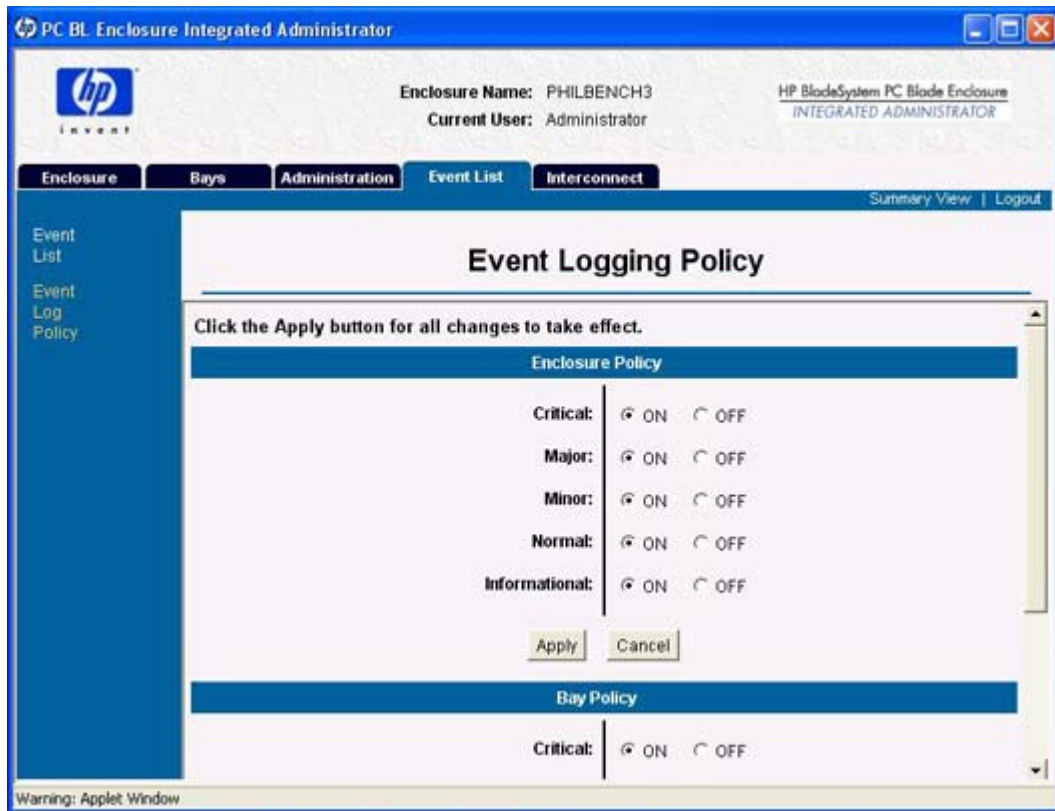 PC BL Enclosure Integrated Administrator
hp
invent
Enclosure Name: PHILBENCH3
Current User: Administrator
HP BladeSystem PC Blade Enclosure
INTEGRATED ADMINISTRATOR
Enclosure Bays Administration Event List Interconnect
Summary View | Logout
Event
List
Event
Log
Policy
Event Logging Policy
Click the Apply button for all changes to take effect.
Enclosure Policy
Critical: ON OFF
Major: ON OFF
Minor: ON OFF
Normal: ON OFF
Informational: ON OFF
Apply Cancel
Bay Policy
Critical: ON OFF
Warning: Applet Window